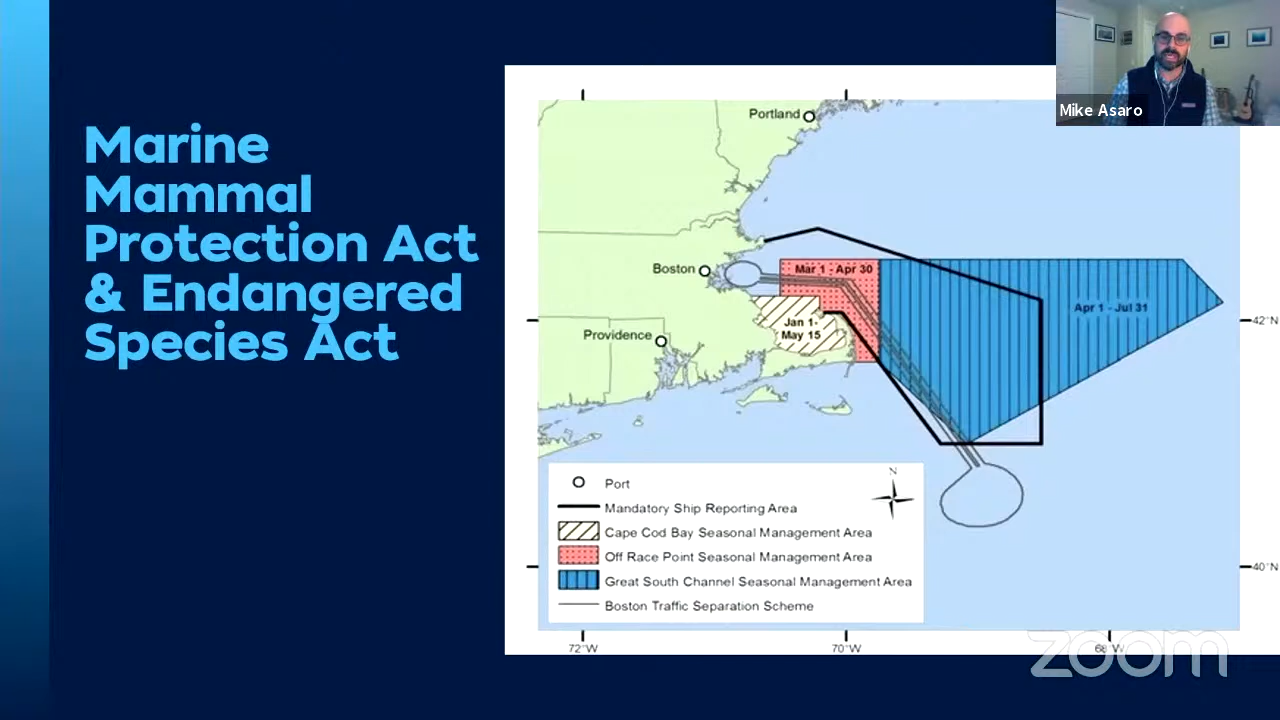 Marine
Mammal
Protection Act
& Endangered
Species Act
Mike Asaro
Portland
Boston
Providence
Mar 1 - Apr 30
Apr 1 - Jul 31
Jan 1-
May 15
42°N
40°N
N
Port
Mandatory Ship Reporting Area
Cape Cod Bay Seasonal Management Area
Off Race Point Seasonal Management Area
Great South Channel Seasonal Management Area
Boston Traffic Separation Scheme
72°W
70°W
68°W
zoom